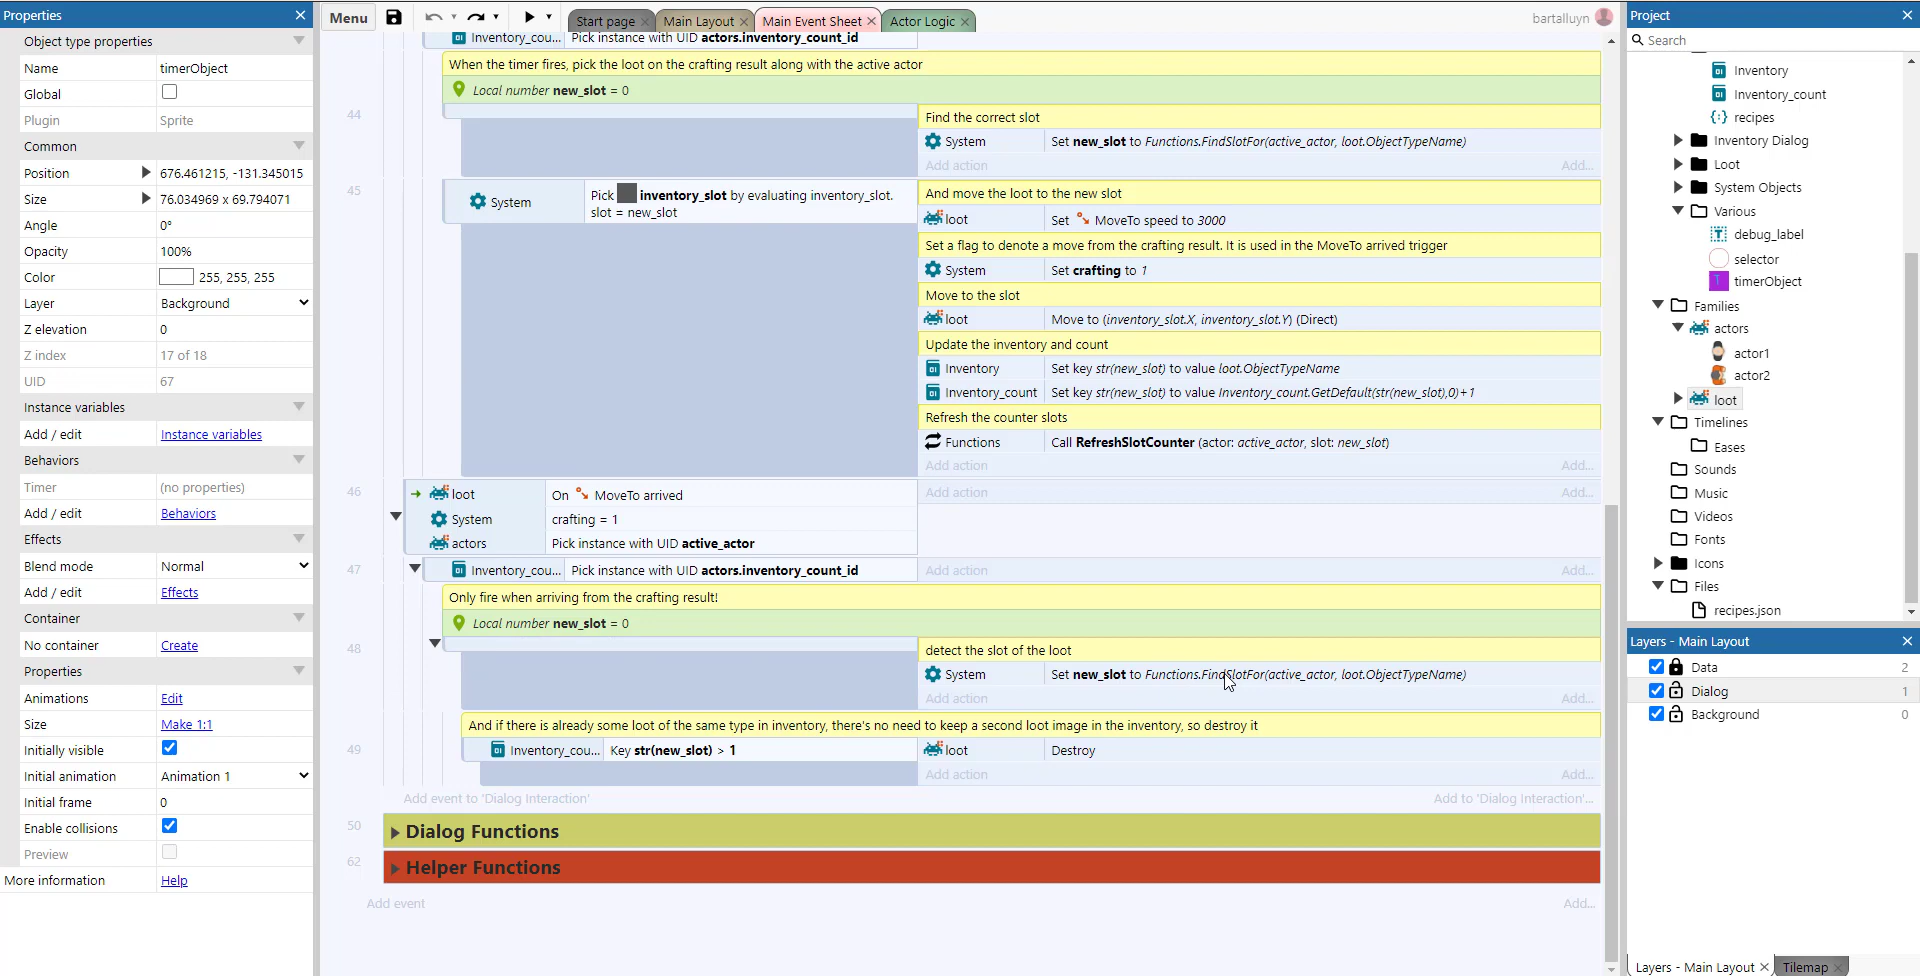 Properties
Object type properties
Name timerObject
Global
Plugin Sprite
Common
Position 676.461215, -131.345015
Size 76.034969 x 69.794071
Angle 0°
Opacity 100%
Color 255, 255, 255
Layer Background
Z elevation 0
Z index 17 of 18
UID 67
Instance variables
Add / edit Instance variables
Behaviors
Timer (no properties)
Add / edit Behaviors
Effects
Blend mode Normal
Add / edit Effects
Container
No container Create
Properties
Animations Edit
Size Make 1:1
Initially visible
Initial animation Animation 1
Initial frame 0
Enable collisions
Preview
More information Help
Menu
Start page
Main Layout
Main Event Sheet
Actor Logic
bartalluyn
Inventory_cou... Pick instance with UID actors.inventory_count_id
When the timer fires, pick the loot on the crafting result along with the active actor
Local number new_slot = 0
44
Find the correct slot
System Set new_slot to Functions.FindSlotFor(active_actor, loot.ObjectTypeName)
Add action Add...
45
System Pick inventory_slot by evaluating inventory_slot.
slot = new_slot
And move the loot to the new slot
loot Set MoveTo speed to 3000
Set a flag to denote a move from the crafting result. It is used in the MoveTo arrived trigger
System Set crafting to 1
Move to the slot
loot Move to (inventory_slot.X, inventory_slot.Y) (Direct)
Update the inventory and count
Inventory Set key str(new_slot) to value loot.ObjectTypeName
Inventory_count Set key str(new_slot) to value Inventory_count.GetDefault(str(new_slot),0)+1
Refresh the counter slots
Functions Call RefreshSlotCounter (actor: active_actor, slot: new_slot)
Add action Add...
46
loot On MoveTo arrived
Add action Add...
System crafting = 1
actors Pick instance with UID active_actor
47
Inventory_cou... Pick instance with UID actors.inventory_count_id
Add action Add...
Only fire when arriving from the crafting result!
Local number new_slot = 0
48
detect the slot of the loot
System Set new_slot to Functions.FindSlotFor(active_actor, loot.ObjectTypeName)
Add action Add...
And if there is already some loot of the same type in inventory, there's no need to keep a second loot image in the inventory, so destroy it
49
Inventory_cou... Key str(new_slot) > 1
loot Destroy
Add action Add...
Add event to 'Dialog Interaction' Add to 'Dialog Interaction'...
50 Dialog Functions
62 Helper Functions
Add event Add...
Project
Search
Inventory
Inventory_count
recipes
Inventory Dialog
Loot
System Objects
Various
debug_label
selector
timerObject
Families
actors
actor1
actor2
loot
Timelines
Eases
Sounds
Music
Videos
Fonts
Icons
Files
recipes.json
Layers - Main Layout
Data 2
Dialog 1
Background 0
Layers - Main Layout
Tilemap